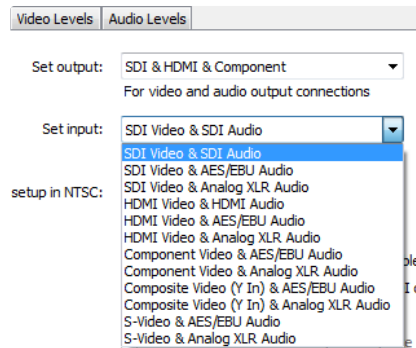 Video Levels Audio Levels
Set output: SDI & HDMI & Component
For video and audio output connections
Set input: SDI Video & SDI Audio
SDI Video & SDI Audio
SDI Video & AES/EBU Audio
setup in NTSC: SDI Video & Analog XLR Audio
HDMI Video & HDMI Audio
HDMI Video & AES/EBU Audio
HDMI Video & Analog XLR Audio
Component Video & AES/EBU Audio
Component Video & Analog XLR Audio
Composite Video (Y In) & AES/EBU Audio
Composite Video (Y In) & Analog XLR Audio
S-Video & AES/EBU Audio
S-Video & Analog XLR Audio